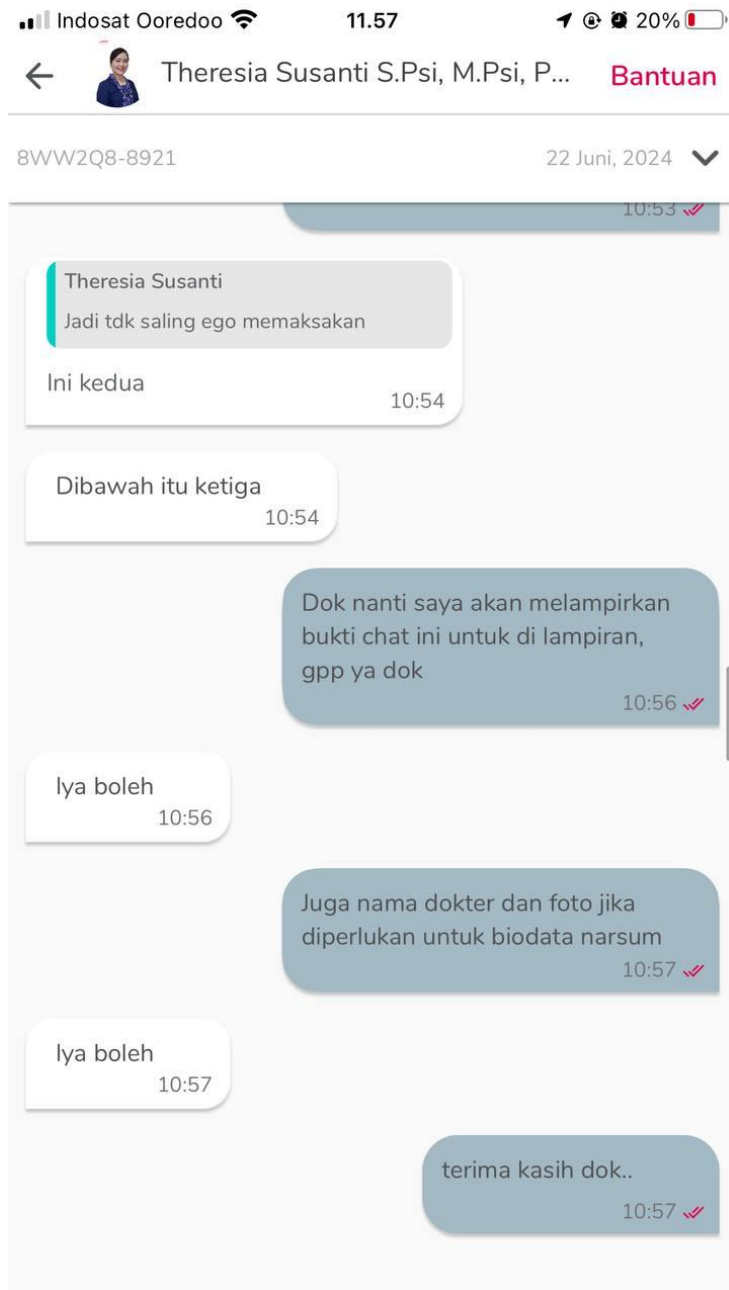 Indosat Ooredoo 11.57 20%
Theresia Susanti S.Psi, M.Psi, P... Bantuan
8WW2Q8-8921 22 Juni, 2024
10:53
Theresia Susanti
Jadi tdk saling ego memaksakan
Ini kedua
10:54
Dibawah itu ketiga
10:54
Dok nanti saya akan melampirkan
bukti chat ini untuk di lampiran,
gpp ya dok
10:56
Iya boleh
10:56
Juga nama dokter dan foto jika
diperlukan untuk biodata narsum
10:57
Iya boleh
10:57
terima kasih dok..
10:57